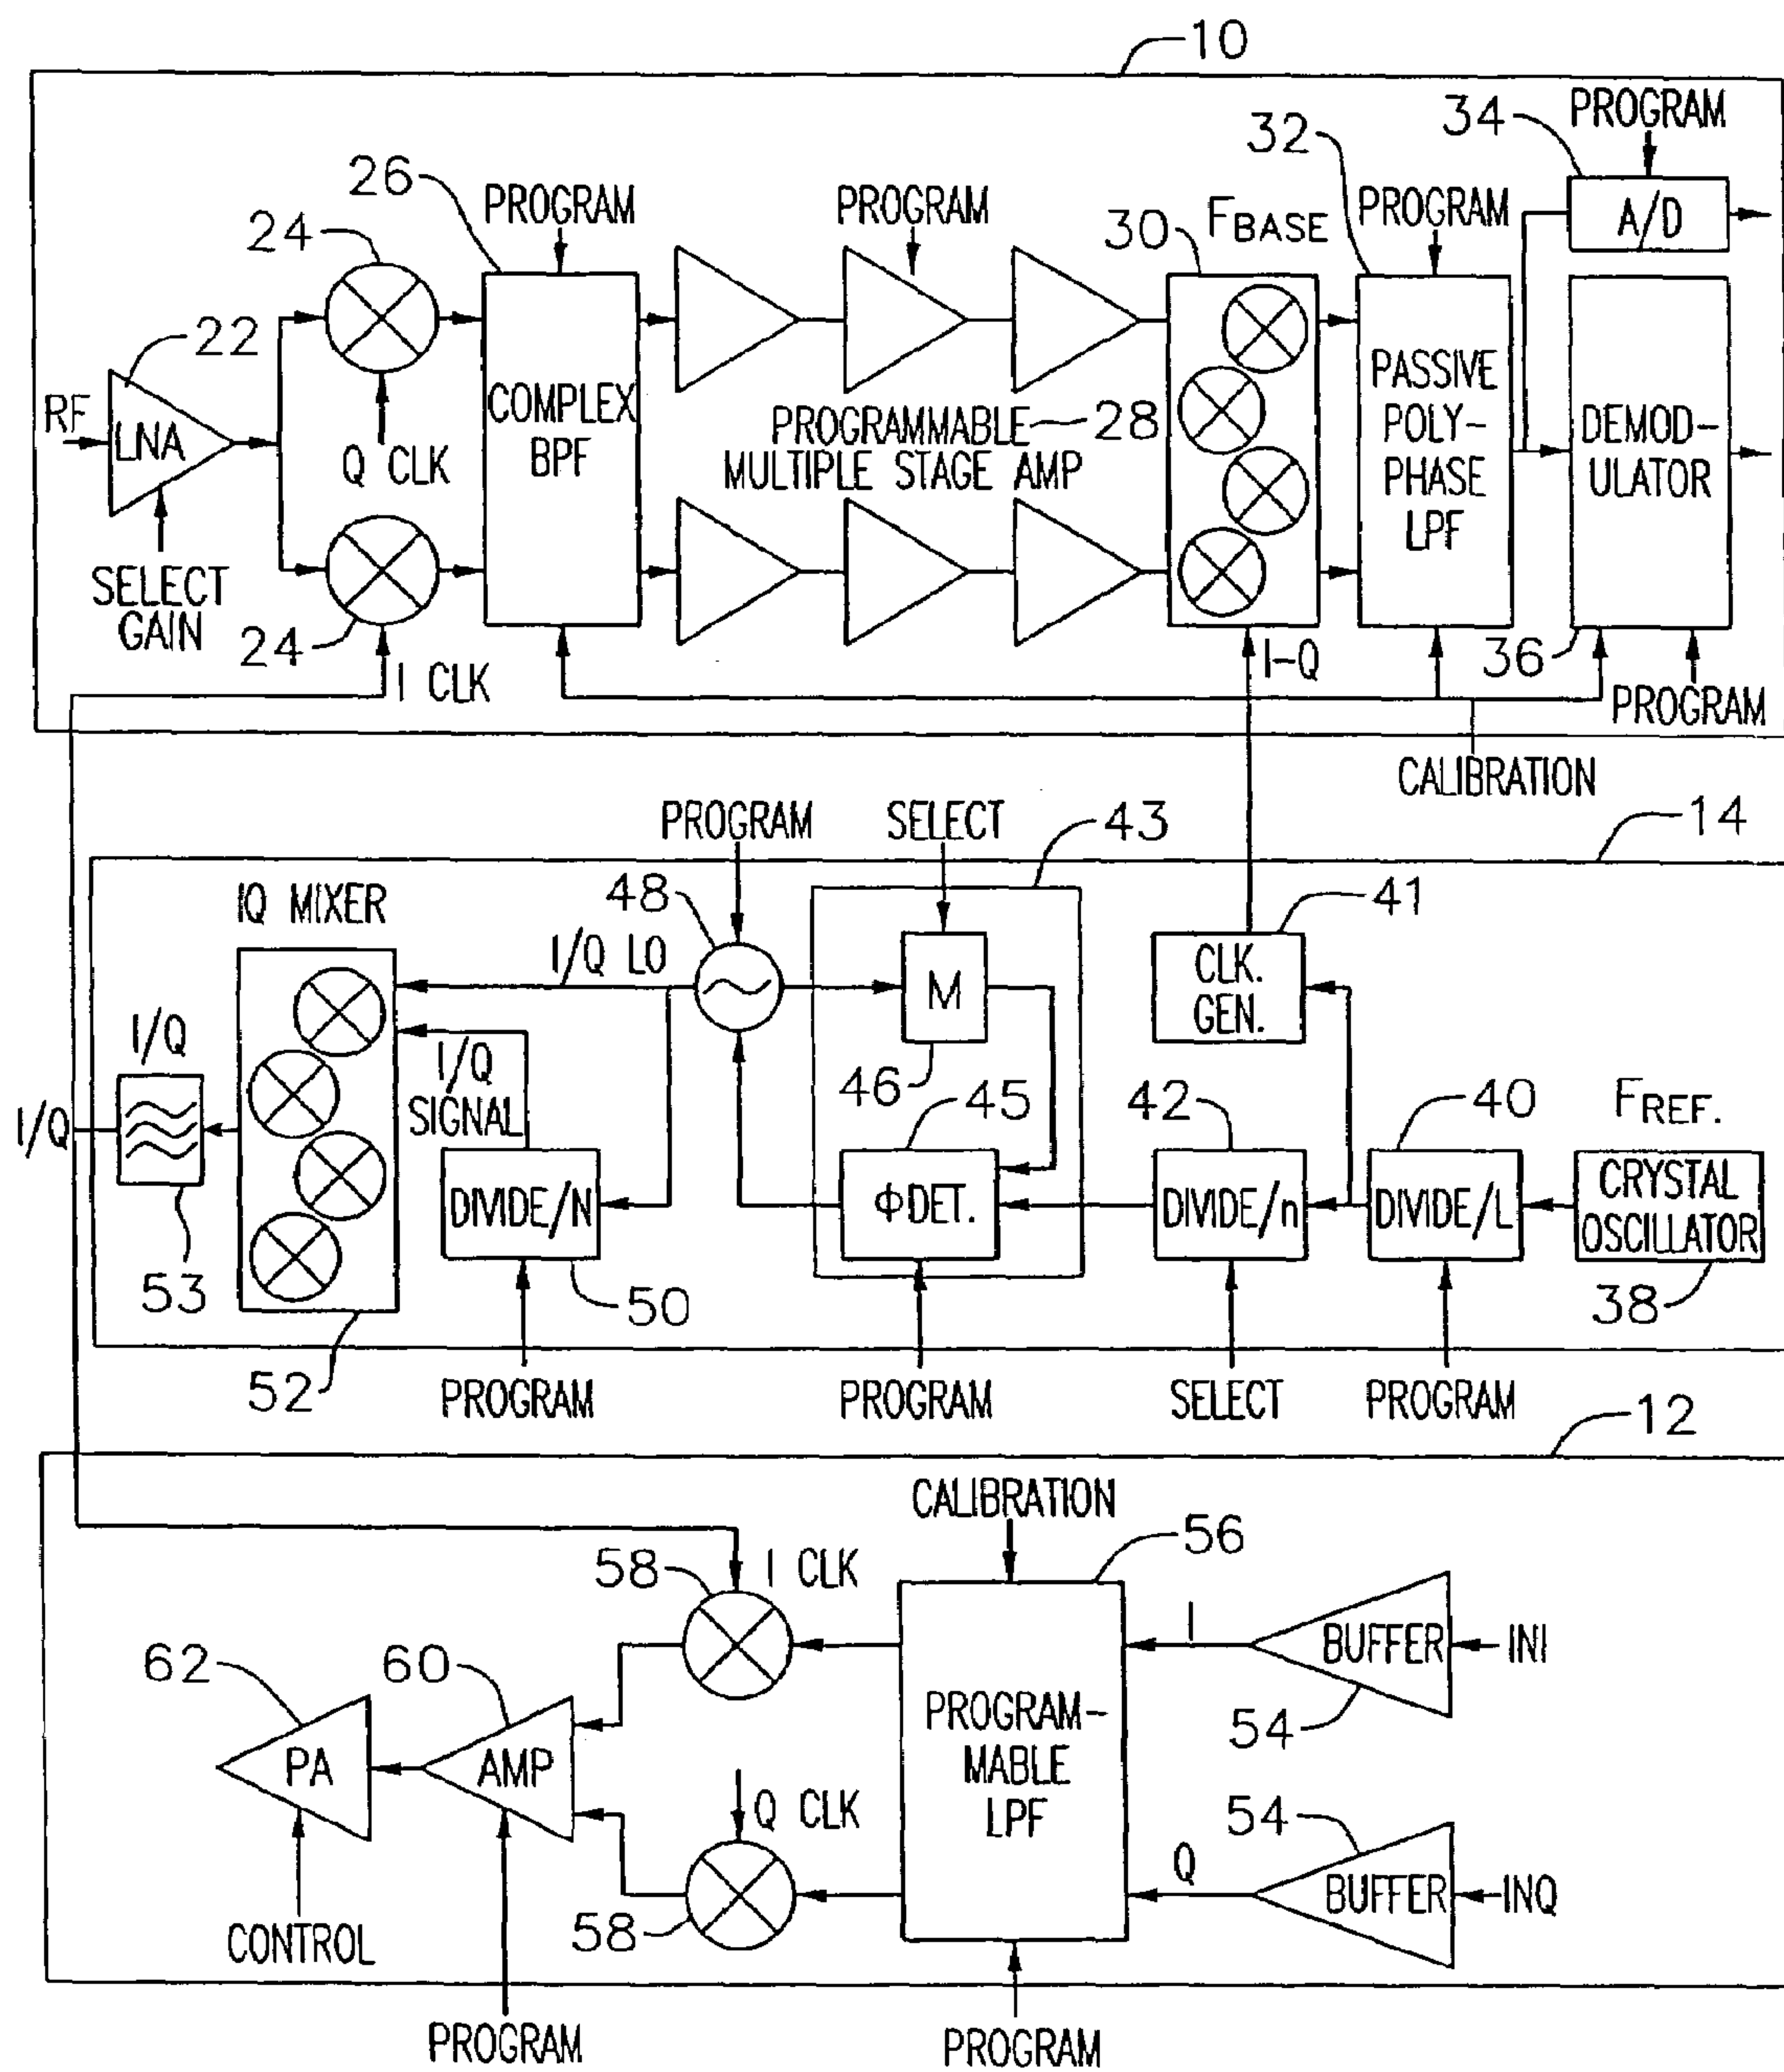 10
PROGRAM
34
32
26
PROGRAM
PROGRAM
FBASE
PROGRAM
A/D
24
30
22
RF
LNA
Q CLK
COMPLEX
BPF
PROGRAMMABLE
MULTIPLE STAGE AMP
28
PASSIVE
POLY-
PHASE
LPF
DEMOD-
ULATOR
SELECT
GAIN
24
I CLK
I-Q
36
PROGRAM
CALIBRATION
PROGRAM
SELECT
43
14
IQ MIXER
48
41
I/Q LO
M
CLK.
GEN.
I/Q
I/Q
SIGNAL
46
45
42
40
FREF.
I/Q
DIVIDE/N
ΦDET.
DIVIDE/n
DIVIDE/L
CRYSTAL
OSCILLATOR
53
50
38
52
PROGRAM
PROGRAM
SELECT
PROGRAM
12
CALIBRATION
56
58
I CLK
I
BUFFER
INI
62
60
54
PA
AMP
PROGRAM-
MABLE
LPF
Q CLK
54
Q
BUFFER
INQ
58
CONTROL
PROGRAM
PROGRAM